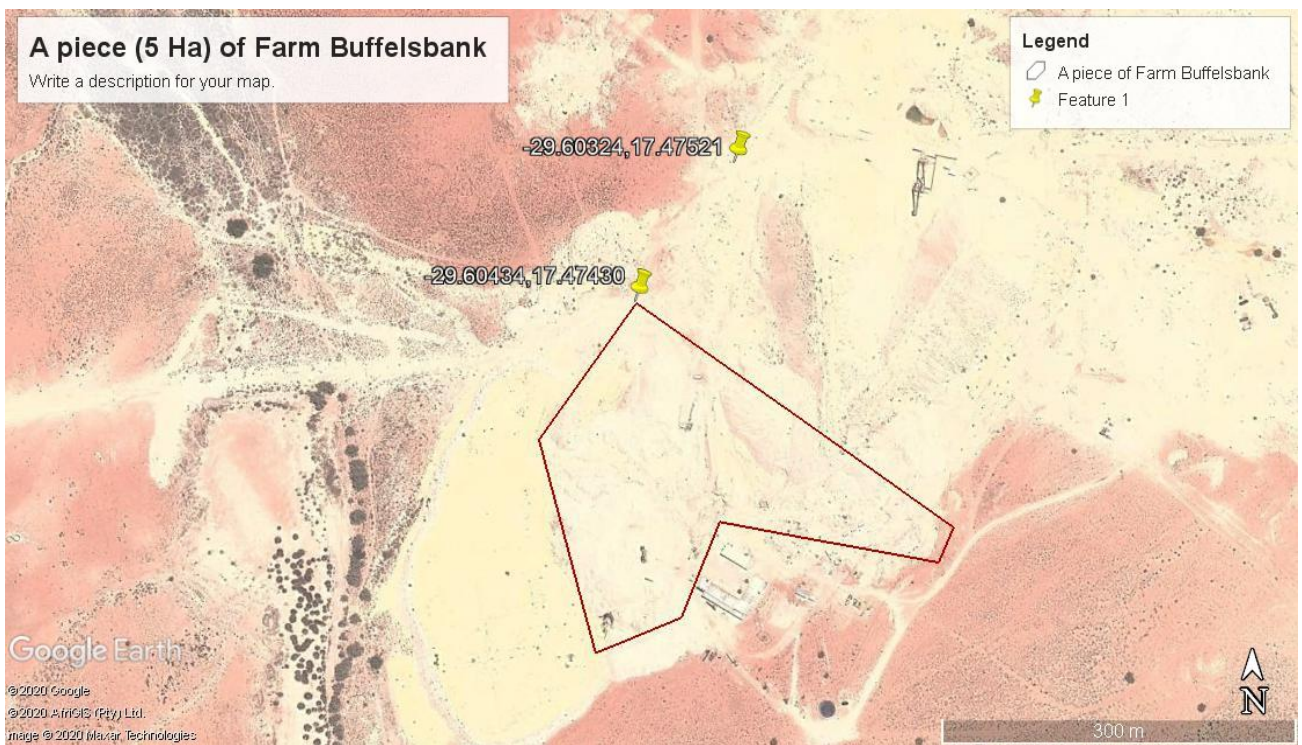 A piece (5 Ha) of Farm Buffelsbank
Write a description for your map.
Legend
A piece of Farm Buffelsbank
Feature 1
-29.60324,17.47521
-29.60434,17.47430
Google Earth
©2020 Google
©2020 AfriGIS (Pty) Ltd.
Image © 2020 Maxar Technologies
N
300 m